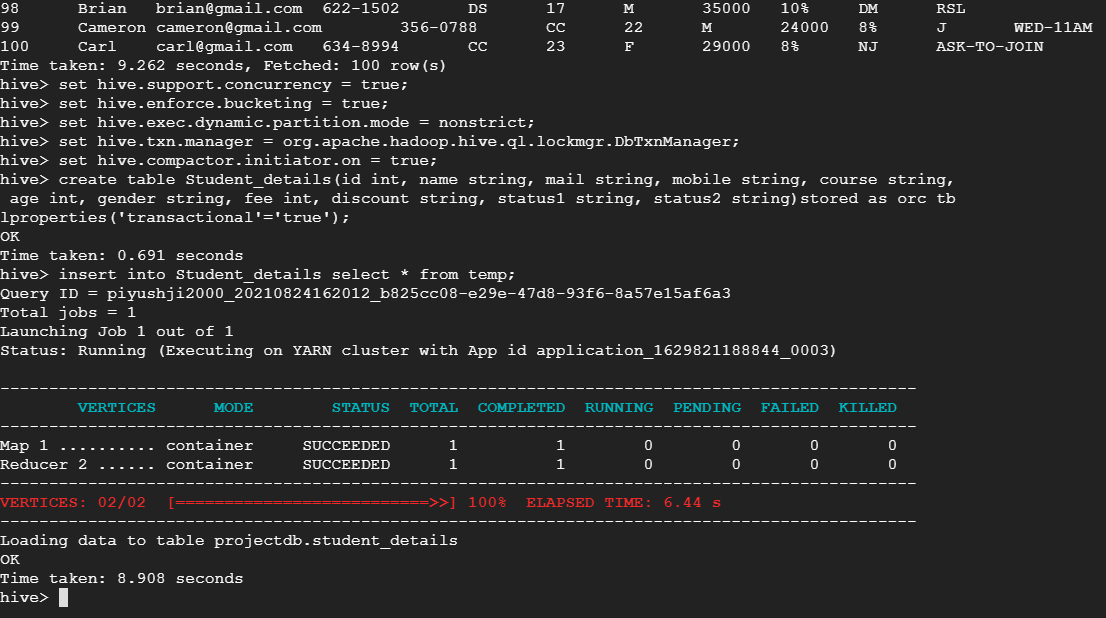 98      Brian   brian@gmail.com  622-1502       DS      17      M       35000   10%     DM      RSL
99      Cameron cameron@gmail.com        356-0788       CC      22      M       24000   8%      J       WED-11AM
100     Carl    carl@gmail.com  634-8994       CC      23      F       29000   8%      NJ      ASK-TO-JOIN
Time taken: 9.262 seconds, Fetched: 100 row(s)
hive> set hive.support.concurrency = true;
hive> set hive.enforce.bucketing = true;
hive> set hive.exec.dynamic.partition.mode = nonstrict;
hive> set hive.txn.manager = org.apache.hadoop.hive.ql.lockmgr.DbTxnManager;
hive> set hive.compactor.initiator.on = true;
hive> create table Student_details(id int, name string, mail string, mobile string, course string,
 age int, gender string, fee int, discount string, status1 string, status2 string)stored as orc tb
lproperties('transactional'='true');
OK
Time taken: 0.691 seconds
hive> insert into Student_details select * from temp;
Query ID = piyushji2000_20210824162012_b825cc08-e29e-47d8-93f6-8a57e15af6a3
Total jobs = 1
Launching Job 1 out of 1
Status: Running (Executing on YARN cluster with App id application_1629821188844_0003)
----------------------------------------------------------------------------------------------
        VERTICES      MODE        STATUS  TOTAL  COMPLETED  RUNNING  PENDING  FAILED  KILLED
----------------------------------------------------------------------------------------------
Map 1 .......... container     SUCCEEDED      1          1        0        0       0       0
Reducer 2 ...... container     SUCCEEDED      1          1        0        0       0       0
----------------------------------------------------------------------------------------------
VERTICES: 02/02  [==========================>>] 100%  ELAPSED TIME: 6.44 s
----------------------------------------------------------------------------------------------
Loading data to table projectdb.student_details
OK
Time taken: 8.908 seconds
hive>